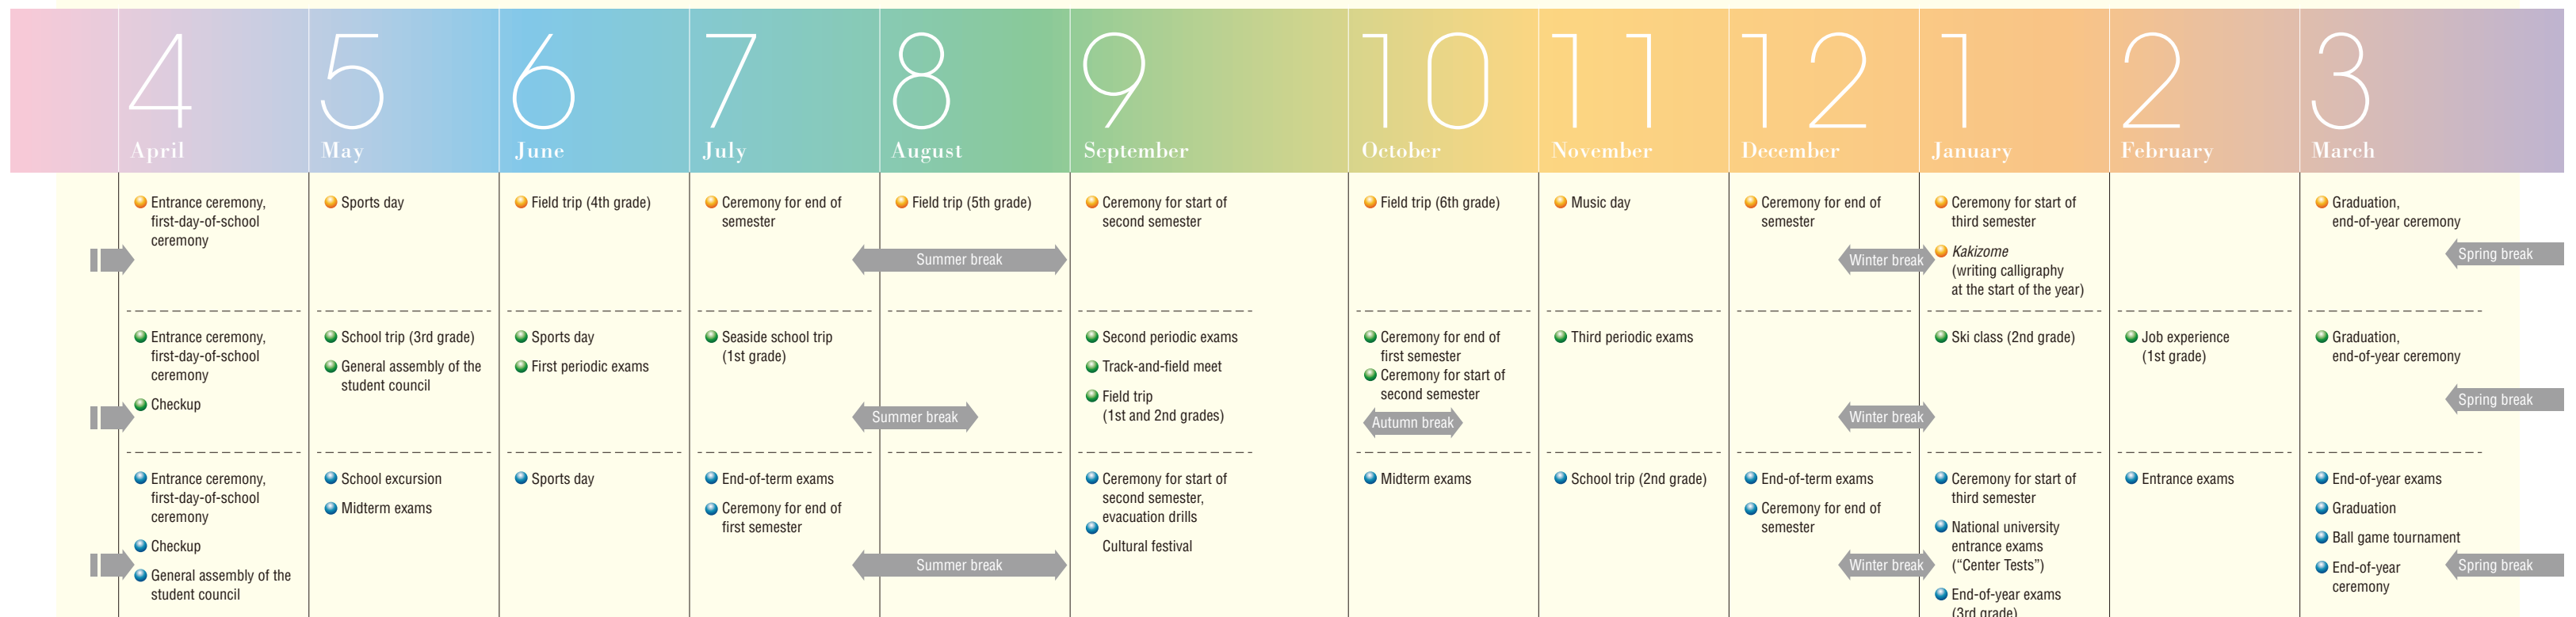 4
April
5
May
6
June
7
July
8
August
9
September
10
October
11
November
12
December
1
January
2
February
3
March
Entrance ceremony,
first-day-of-school
ceremony
Sports day
Field trip (4th grade)
Ceremony for end of
semester
Field trip (5th grade)
Summer break
Ceremony for start of
second semester
Field trip (6th grade)
Music day
Ceremony for end of
semester
Winter break
Ceremony for start of
third semester
Kakizome
(writing calligraphy
at the start of the year)
Graduation,
end-of-year ceremony
Spring break
Entrance ceremony,
first-day-of-school
ceremony
Checkup
School trip (3rd grade)
General assembly of the
student council
Sports day
First periodic exams
Seaside school trip
(1st grade)
Summer break
Second periodic exams
Track-and-field meet
Field trip
(1st and 2nd grades)
Ceremony for end of
first semester
Ceremony for start of
second semester
Autumn break
Third periodic exams
Winter break
Ski class (2nd grade)
Job experience
(1st grade)
Graduation,
end-of-year ceremony
Spring break
Entrance ceremony,
first-day-of-school
ceremony
Checkup
General assembly of the
student council
School excursion
Midterm exams
Sports day
End-of-term exams
Ceremony for end of
first semester
Summer break
Ceremony for start of
second semester,
evacuation drills
Cultural festival
Midterm exams
School trip (2nd grade)
End-of-term exams
Ceremony for end of
semester
Winter break
Ceremony for start of
third semester
National university
entrance exams
(“Center Tests”)
End-of-year exams
(3rd grade)
Entrance exams
End-of-year exams
Graduation
Ball game tournament
End-of-year
ceremony
Spring break